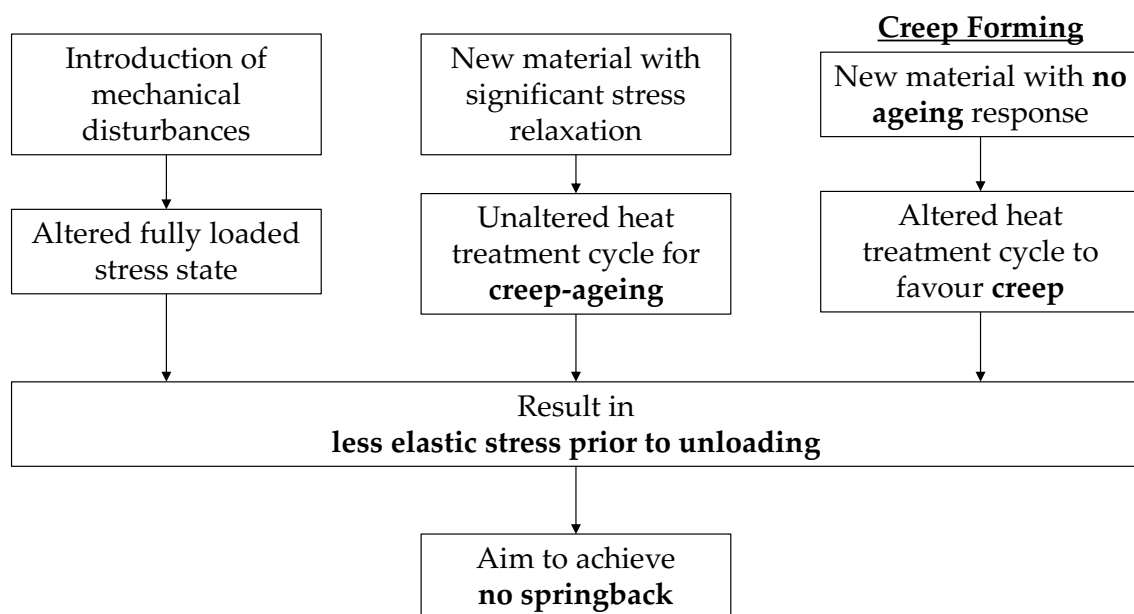 Creep Forming
Introduction of
mechanical
disturbances
New material with
significant stress
relaxation
New material with no
ageing response
Altered fully loaded
stress state
Unaltered heat
treatment cycle for
creep-ageing
Altered heat
treatment cycle to
favour creep
Result in
less elastic stress prior to unloading
Aim to achieve
no springback